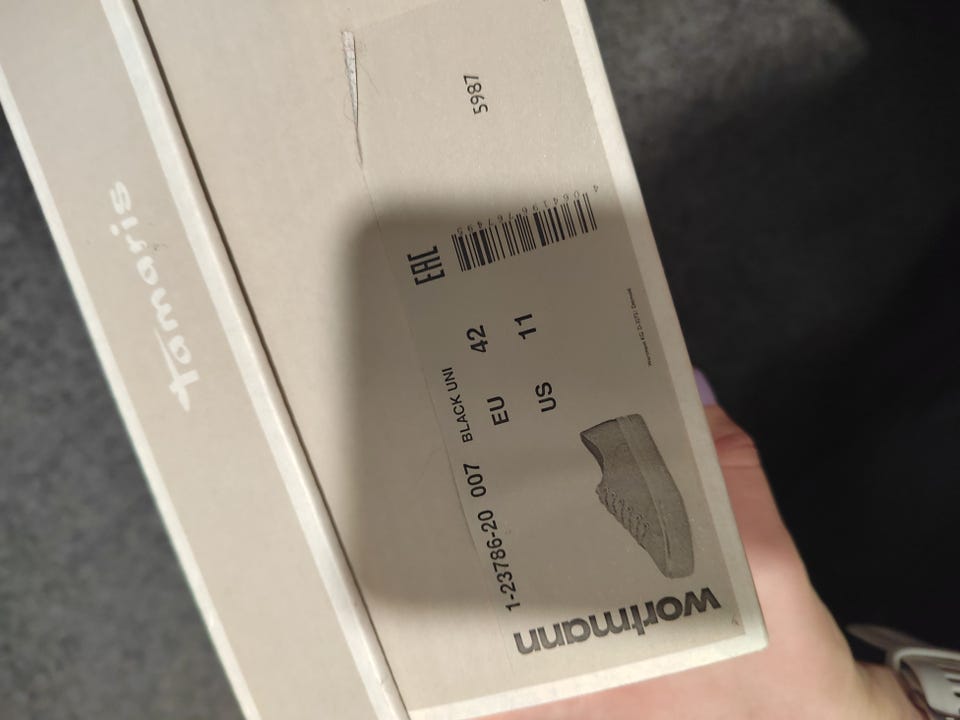 tamaris
5987
EAC
1-23786-20 007 BLACK UNI
EU 42
US 11
wortmann